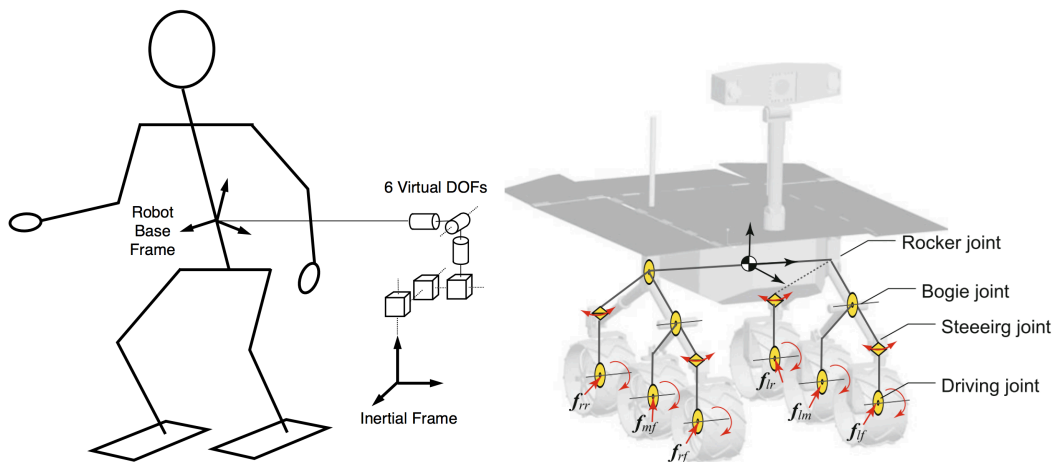 6 Virtual DOFs
Robot
Base
Frame
Inertial Frame
Rocker joint
Bogie joint
Steeeirg joint
Driving joint
f_rr
f_mf
f_rf
f_lr
f_lm
f_lf